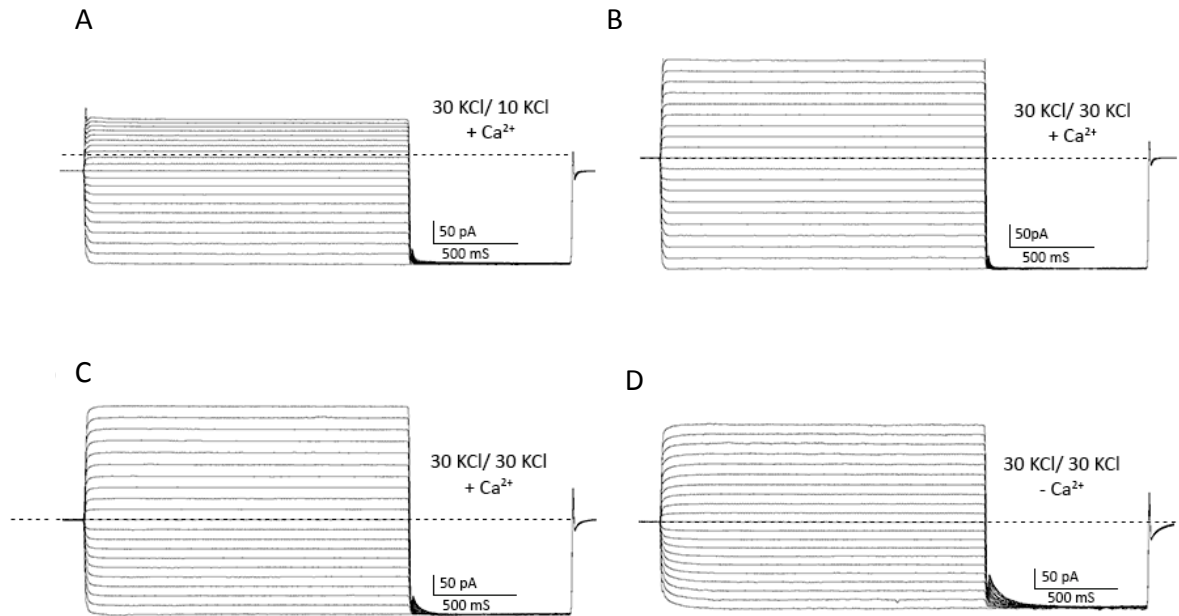 A
30 KCl/ 10 KCl
+ Ca²⁺
50 pA
500 mS
B
30 KCl/ 30 KCl
+ Ca²⁺
50pA
500 mS
C
30 KCl/ 30 KCl
+ Ca²⁺
50 pA
500 mS
D
30 KCl/ 30 KCl
- Ca²⁺
50 pA
500 mS